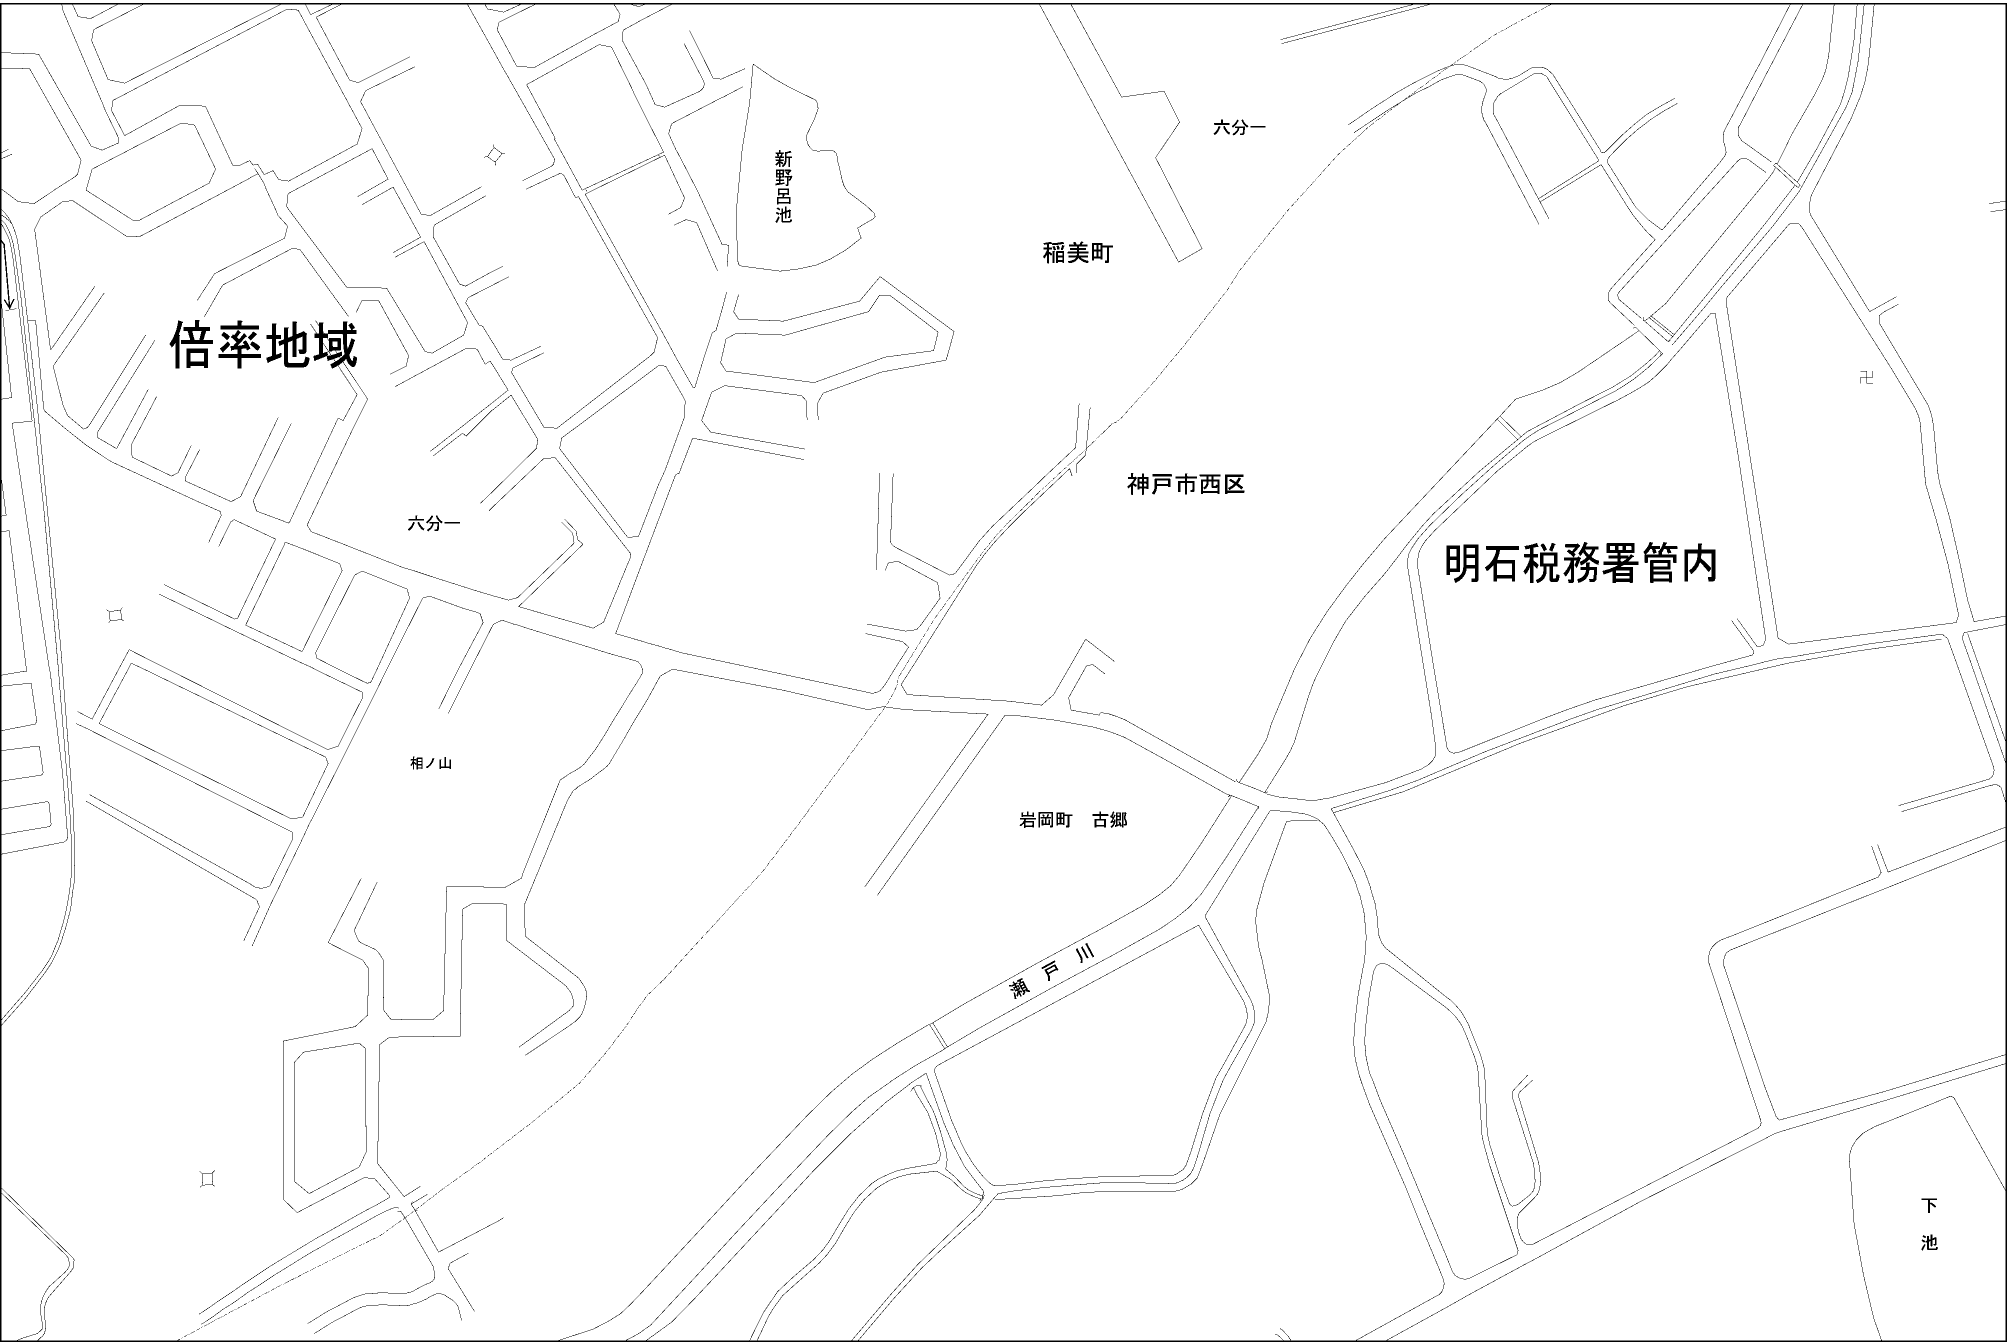 六分一
新野呂池
稲美町
倍率地域
神戸市西区
六分一
明石税務署管内
相ノ山
岩岡町　古郷
瀬戸川
下池